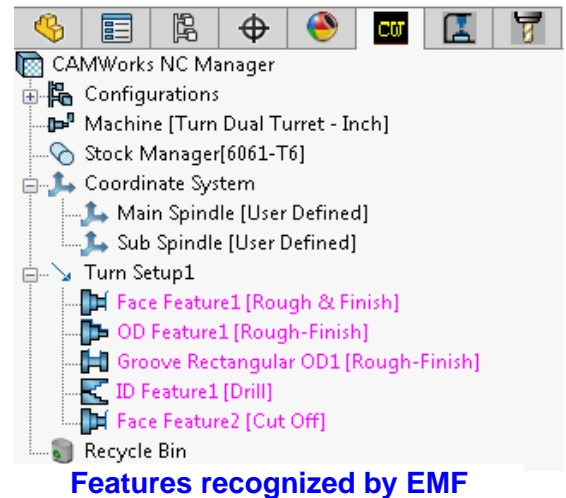 CW
CAMWorks NC Manager
Configurations
Machine [Turn Dual Turret - Inch]
Stock Manager[6061-T6]
Coordinate System
Main Spindle [User Defined]
Sub Spindle [User Defined]
Turn Setup1
Face Feature1 [Rough & Finish]
OD Feature1 [Rough-Finish]
Groove Rectangular OD1 [Rough-Finish]
ID Feature1 [Drill]
Face Feature2 [Cut Off]
Recycle Bin
Features recognized by EMF